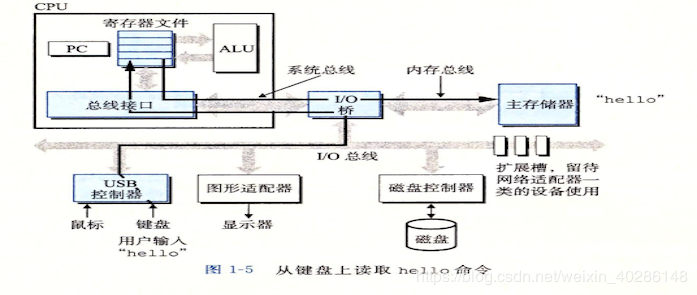 CPU
寄存器文件
PC
ALU
系统总线
内存总线
总线接口
I/O
桥
主存储器
“hello”
I/O 总线
扩展槽，留待
网络适配器一
类的设备使用
USB
控制器
图形适配器
磁盘控制器
鼠标
键盘
显示器
用户输入
“hello”
磁盘
图 1-5 从键盘上读取 hello 命令
https://blog.csdn.net/weixin_40286148